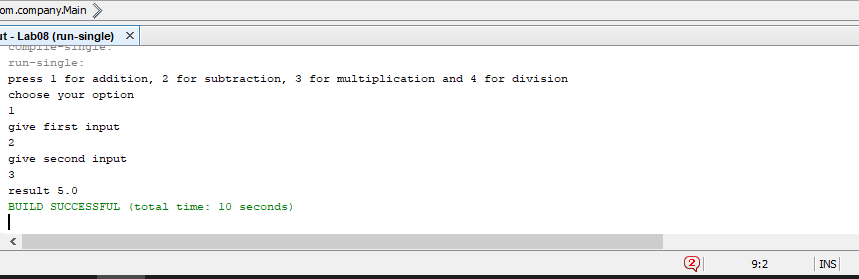 om.company.Main
ut - Lab08 (run-single)
compile-single:
run-single:
press 1 for addition, 2 for subtraction, 3 for multiplication and 4 for division
choose your option
1
give first input
2
give second input
3
result 5.0
BUILD SUCCESSFUL (total time: 10 seconds)
2 9:2 INS